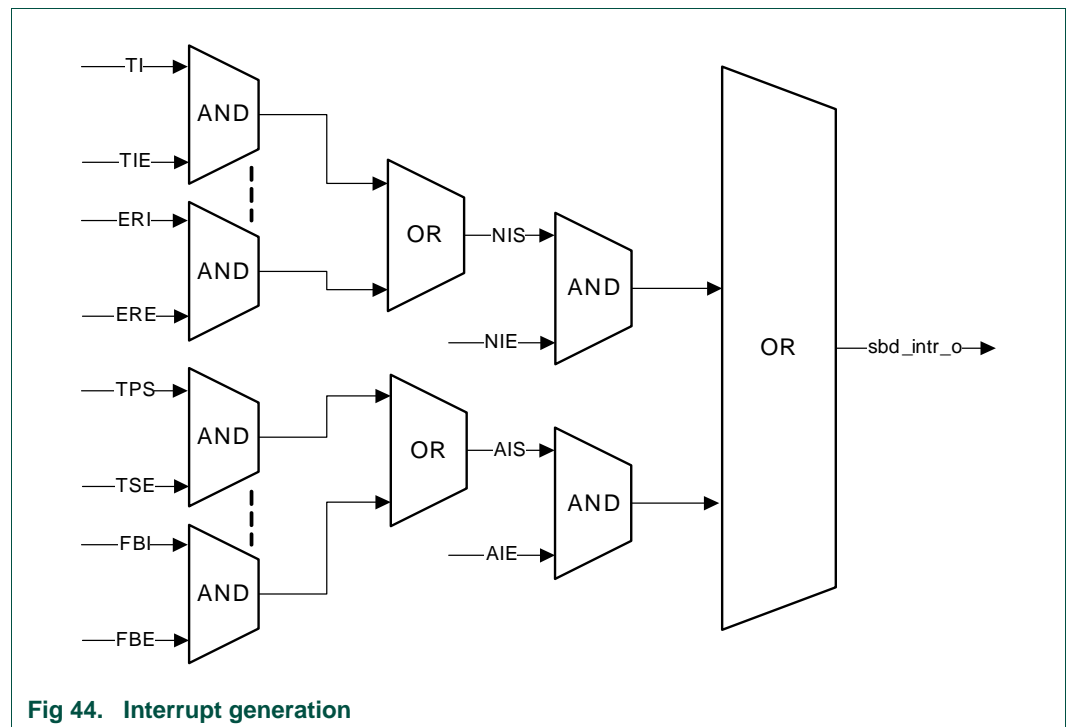 TI
AND
TIE
ERI
AND
ERE
OR
NIS
AND
NIE
TPS
AND
TSE
FBI
AND
FBE
OR
AIS
AND
AIE
OR
sbd_intr_o
Fig 44. Interrupt generation